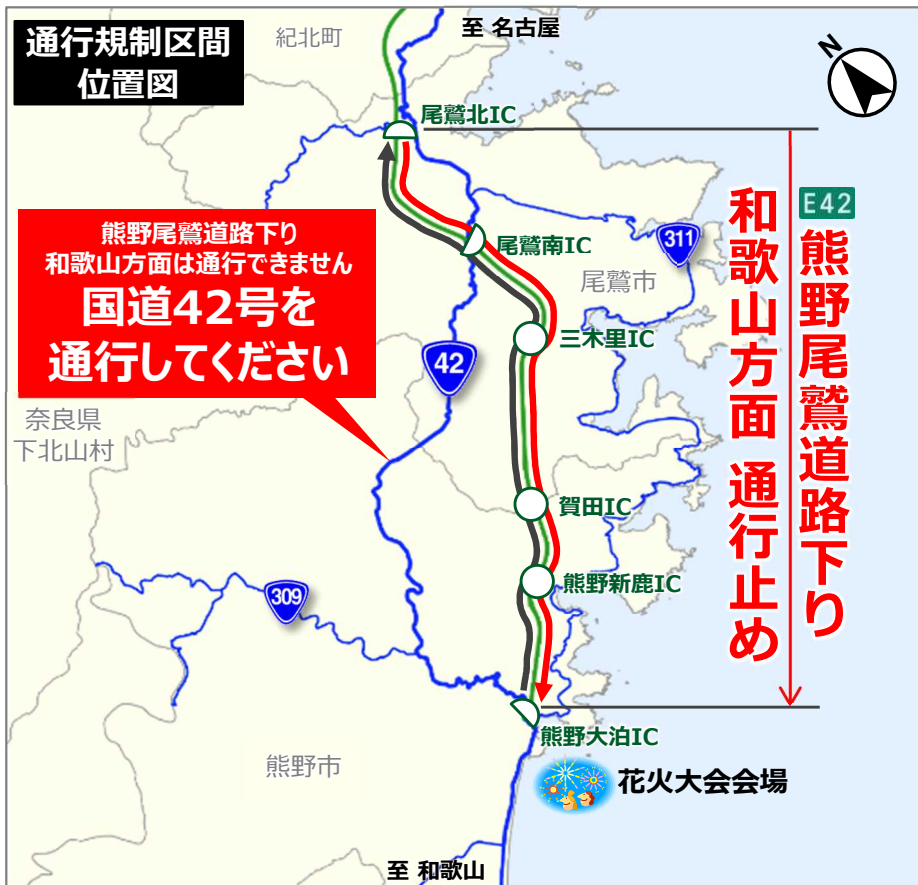 通行規制区間
位置図
紀北町
至 名古屋
N
尾鷲北IC
熊野尾鷲道路下り
和歌山方面は通行できません
国道42号を
通行してください
尾鷲南IC
尾鷲市
311
三木里IC
42
奈良県
下北山村
賀田IC
熊野新鹿IC
309
熊野大泊IC
熊野市
花火大会会場
至 和歌山
E42
熊野尾鷲道路下り
和歌山方面 通行止め